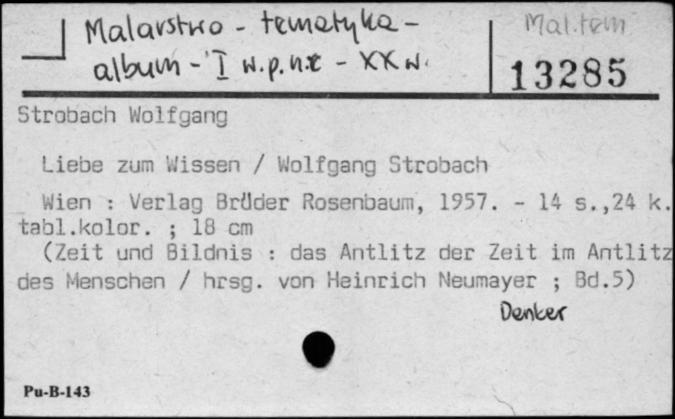 Malarstwo - tematyka -
album - I w.p.n.e - XX w.
Mal.tem
13285
Strobach Wolfgang
Liebe zum Wissen / Wolfgang Strobach
Wien : Verlag Brüder Rosenbaum, 1957. - 14 s.,24 k.
tabl.kolor. ; 18 cm
(Zeit und Bildnis : das Antlitz der Zeit im Antlitz
des Menschen / hrsg. von Heinrich Neumayer ; Bd.5)
Denker
Pu-B-143